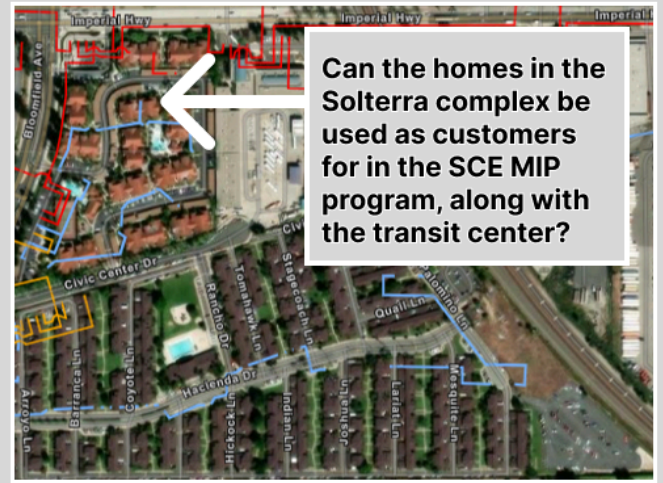 Imperial Hwy
Imperial Hwy
Imperial
Bloomfield Ave
Can the homes in the
Solterra complex be
used as customers
for in the SCE MIP
program, along with
the transit center?
Civic Center Dr
Rancho Dr
Tomahawk Ln
Stagecoach Ln
Palomino Ln
Quail Ln
Hacienda Dr
Arroyo Ln
Barranca Ln
Coyote Ln
Hickock Ln
Indian Ln
Joshua Ln
Lariat Ln
Mesquite Ln